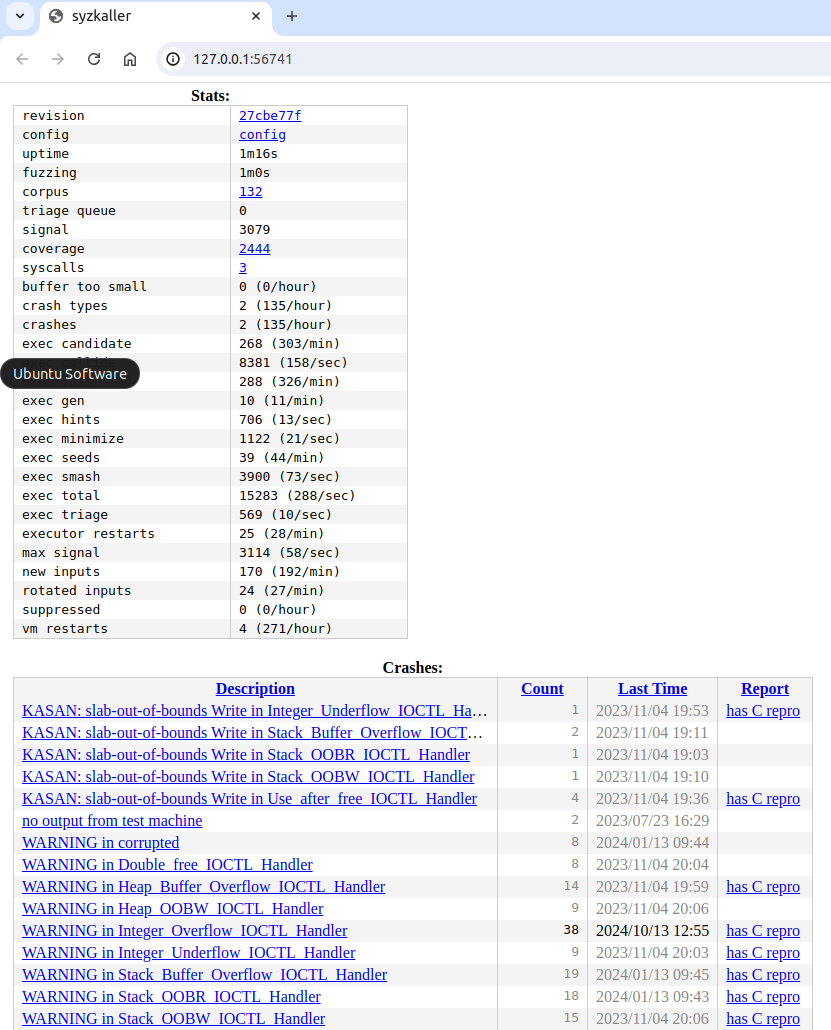 syzkaller
127.0.0.1:56741
Stats:
revision 27cbe77f
config config
uptime 1m16s
fuzzing 1m0s
corpus 132
triage queue 0
signal 3079
coverage 2444
syscalls 3
buffer too small 0 (0/hour)
crash types 2 (135/hour)
crashes 2 (135/hour)
exec candidate 268 (303/min)
8381 (158/sec)
Ubuntu Software
288 (326/min)
exec gen 10 (11/min)
exec hints 706 (13/sec)
exec minimize 1122 (21/sec)
exec seeds 39 (44/min)
exec smash 3900 (73/sec)
exec total 15283 (288/sec)
exec triage 569 (10/sec)
executor restarts 25 (28/min)
max signal 3114 (58/sec)
new inputs 170 (192/min)
rotated inputs 24 (27/min)
suppressed 0 (0/hour)
vm restarts 4 (271/hour)
Crashes:
Description Count Last Time Report
KASAN: slab-out-of-bounds Write in Integer_Underflow_IOCTL_Ha… 1 2023/11/04 19:53 has C repro
KASAN: slab-out-of-bounds Write in Stack_Buffer_Overflow_IOCT… 2 2023/11/04 19:11
KASAN: slab-out-of-bounds Write in Stack_OOBR_IOCTL_Handler 1 2023/11/04 19:03
KASAN: slab-out-of-bounds Write in Stack_OOBW_IOCTL_Handler 1 2023/11/04 19:10
KASAN: slab-out-of-bounds Write in Use_after_free_IOCTL_Handler 4 2023/11/04 19:36 has C repro
no output from test machine 2 2023/07/23 16:29
WARNING in corrupted 8 2024/01/13 09:44
WARNING in Double_free_IOCTL_Handler 8 2023/11/04 20:04
WARNING in Heap_Buffer_Overflow_IOCTL_Handler 14 2023/11/04 19:59 has C repro
WARNING in Heap_OOBW_IOCTL_Handler 9 2023/11/04 20:06
WARNING in Integer_Overflow_IOCTL_Handler 38 2024/10/13 12:55 has C repro
WARNING in Integer_Underflow_IOCTL_Handler 9 2023/11/04 20:03 has C repro
WARNING in Stack_Buffer_Overflow_IOCTL_Handler 19 2024/01/13 09:45 has C repro
WARNING in Stack_OOBR_IOCTL_Handler 18 2024/01/13 09:43 has C repro
WARNING in Stack_OOBW_IOCTL_Handler 15 2023/11/04 20:06 has C repro